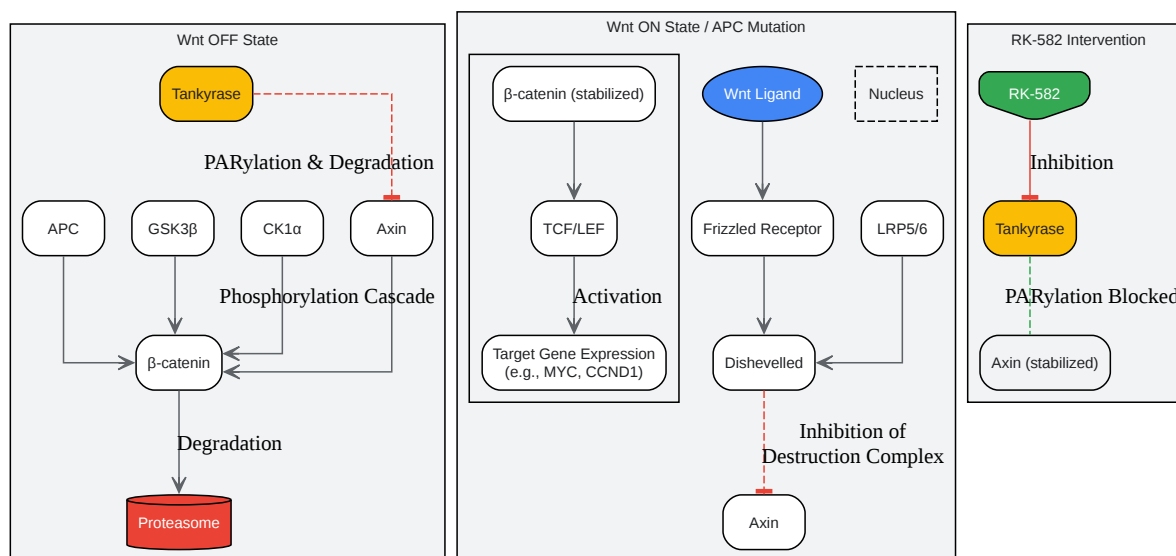 Wnt OFF State
Tankyrase
PARylation & Degradation
APC
GSK3β
CK1α
Axin
Phosphorylation Cascade
β-catenin
Degradation
Proteasome
Wnt ON State / APC Mutation
β-catenin (stabilized)
Wnt Ligand
Nucleus
TCF/LEF
Frizzled Receptor
LRP5/6
Activation
Target Gene Expression
(e.g., MYC, CCND1)
Dishevelled
Inhibition of
Destruction Complex
Axin
RK-582 Intervention
RK-582
Inhibition
Tankyrase
PARylation Blocked
Axin (stabilized)